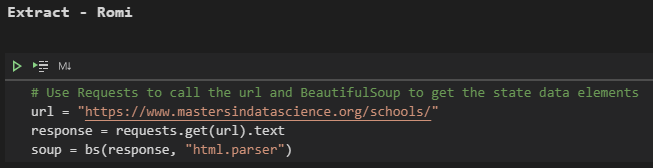 Extract - Romi
M↓
# Use Requests to call the url and BeautifulSoup to get the state data elements
url = "https://www.mastersindatascience.org/schools/"
response = requests.get(url).text
soup = bs(response, "html.parser")